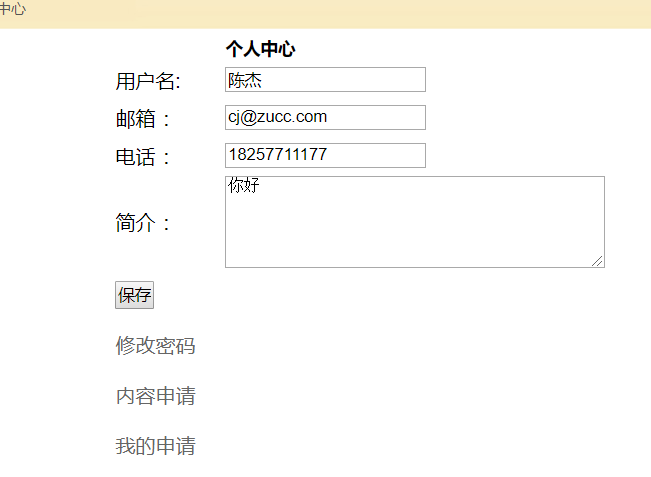 中心
个人中心
用户名: 陈杰
邮箱： cj@zucc.com
电话： 18257711177
简介： 你好
保存
修改密码
内容申请
我的申请